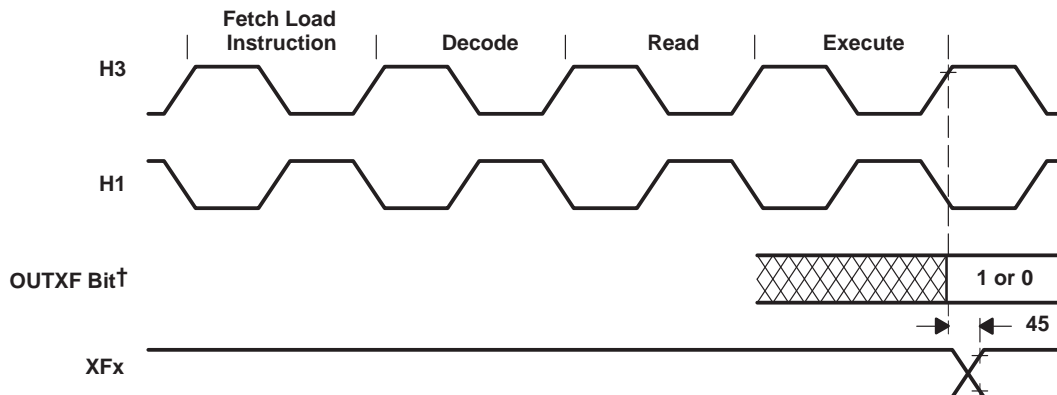 Fetch Load
Instruction
Decode
Read
Execute
H3
H1
OUTXF Bit†
1 or 0
45
XFx